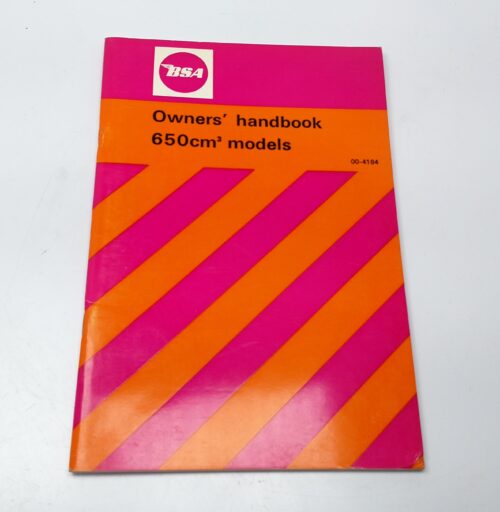 BSA
Owners' handbook
650cm³ models
00-4184